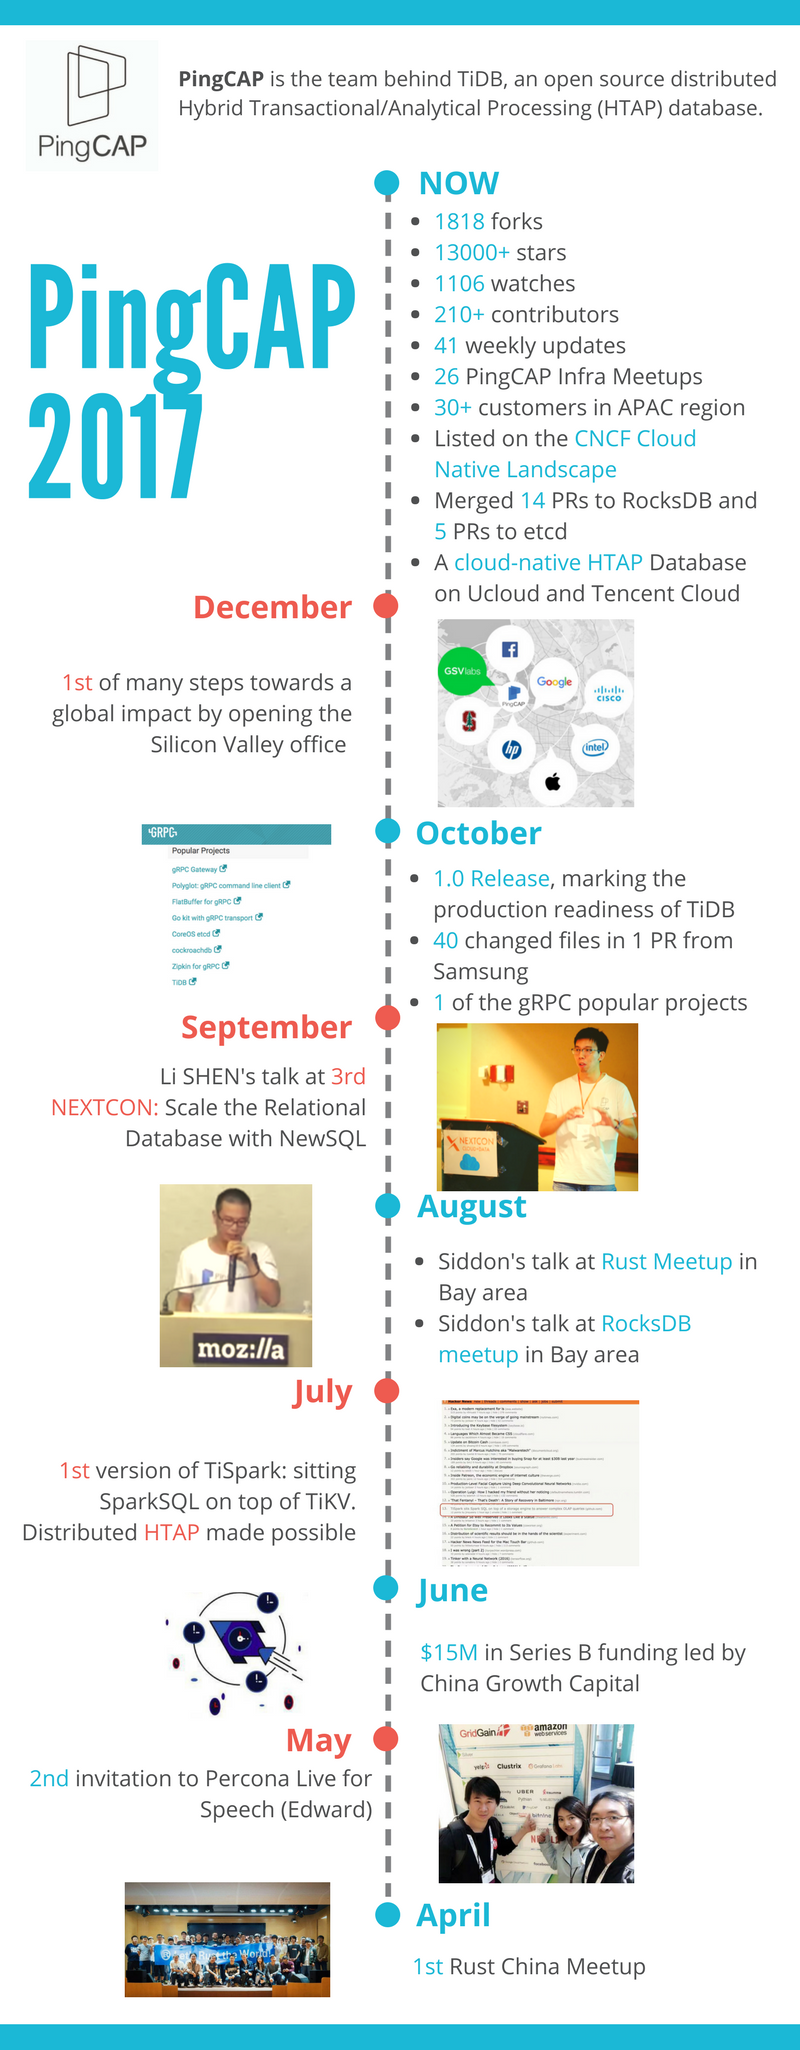 PingCAP
PingCAP is the team behind TiDB, an open source distributed
Hybrid Transactional/Analytical Processing (HTAP) database.
PingCAP
2017
NOW
1818 forks
13000+ stars
1106 watches
210+ contributors
41 weekly updates
26 PingCAP Infra Meetups
30+ customers in APAC region
Listed on the CNCF Cloud
Native Landscape
Merged 14 PRs to RocksDB and
5 PRs to etcd
A cloud-native HTAP Database
on Ucloud and Tencent Cloud
December
1st of many steps towards a
global impact by opening the
Silicon Valley office
GSVlabs
Google
PingCAP
CISCO
hp
intel
October
1.0 Release, marking the
production readiness of TiDB
40 changed files in 1 PR from
Samsung
1 of the gRPC popular projects
GRPC
Popular Projects
gRPC Gateway
Polyglot: gRPC command line client
FlatBuffer for gRPC
Go kit with gRPC transport
CoreOS etcd
cockroachdb
Zipkin for gRPC
TiDB
September
Li SHEN's talk at 3rd
NEXTCON: Scale the Relational
Database with NewSQL
NEXTCON
August
Siddon's talk at Rust Meetup in
Bay area
Siddon's talk at RocksDB
meetup in Bay area
moz://a
July
1st version of TiSpark: sitting
SparkSQL on top of TiKV.
Distributed HTAP made possible
June
$15M in Series B funding led by
China Growth Capital
May
2nd invitation to Percona Live for
Speech (Edward)
GridGain
amazon
webservices
yelp
Clustrix
UBER
April
1st Rust China Meetup